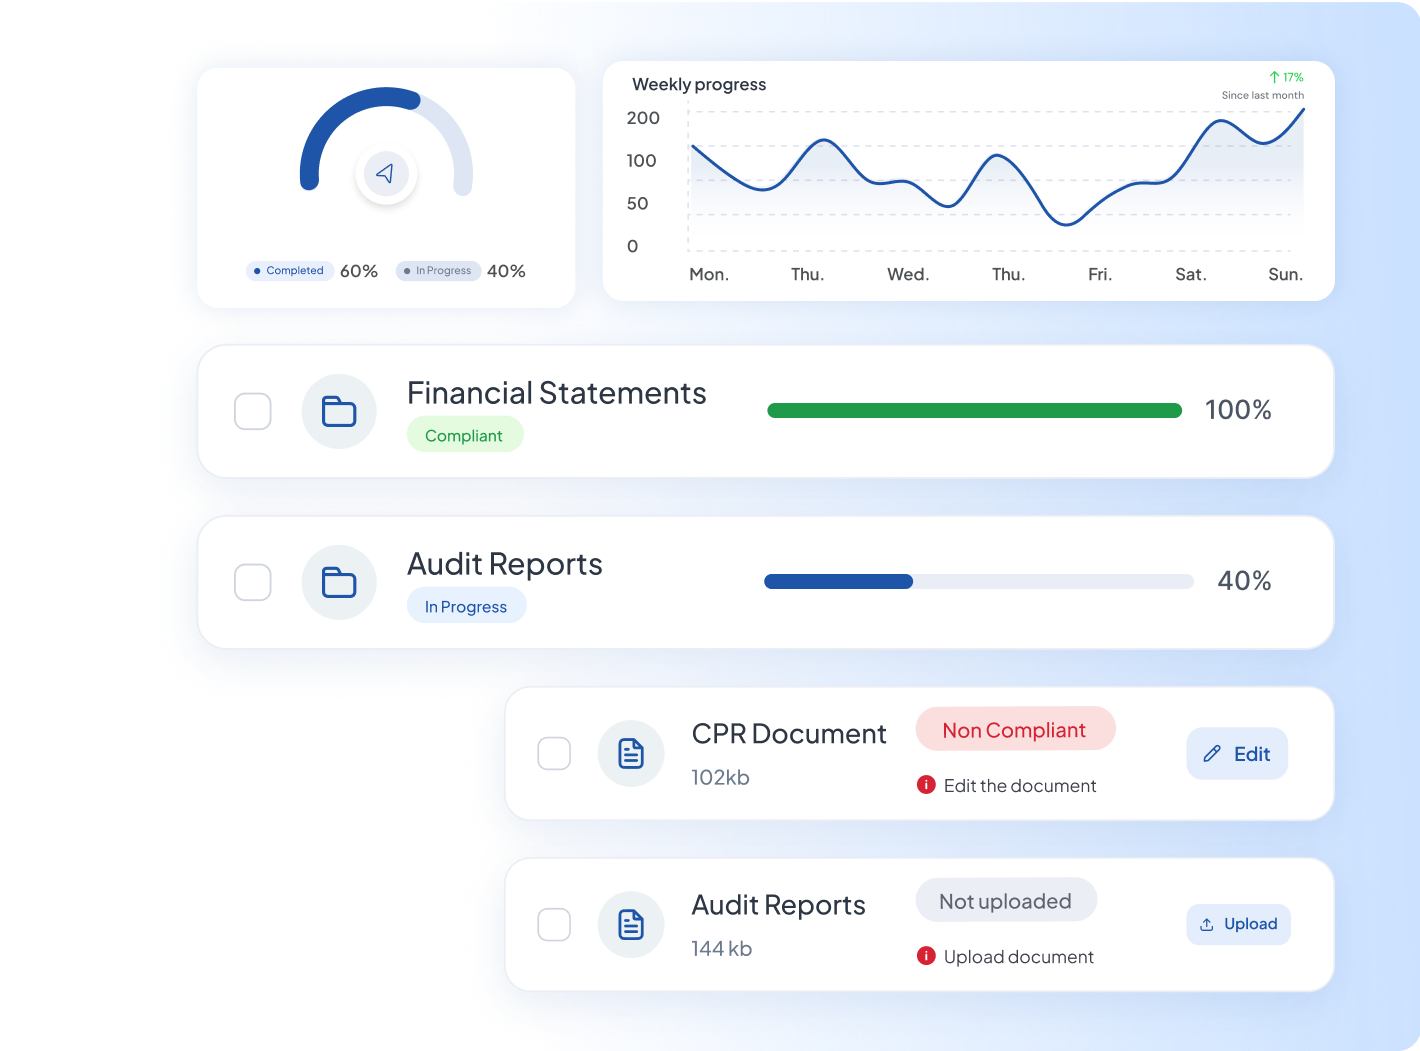 Completed 60% In Progress 40%
Weekly progress
↑ 17%
Since last month
200
100
50
0
Mon. Thu. Wed. Thu. Fri. Sat. Sun.
Financial Statements
Compliant
100%
Audit Reports
In Progress
40%
CPR Document
102kb
Non Compliant
Edit the document
Edit
Audit Reports
144 kb
Not uploaded
Upload document
Upload